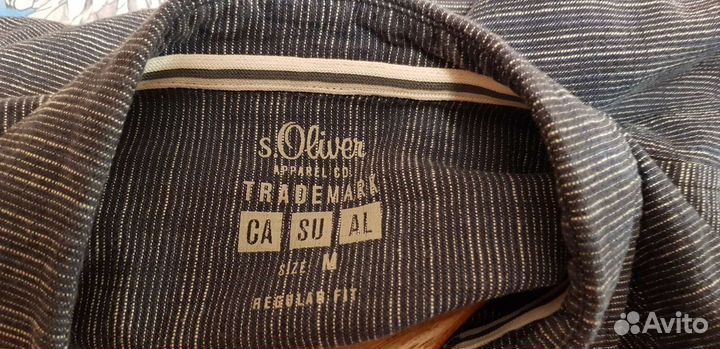 s.Oliver
APPAREL CO.
TRADEMARK
CA SU AL
SIZE M
REGULAR FIT
Avito